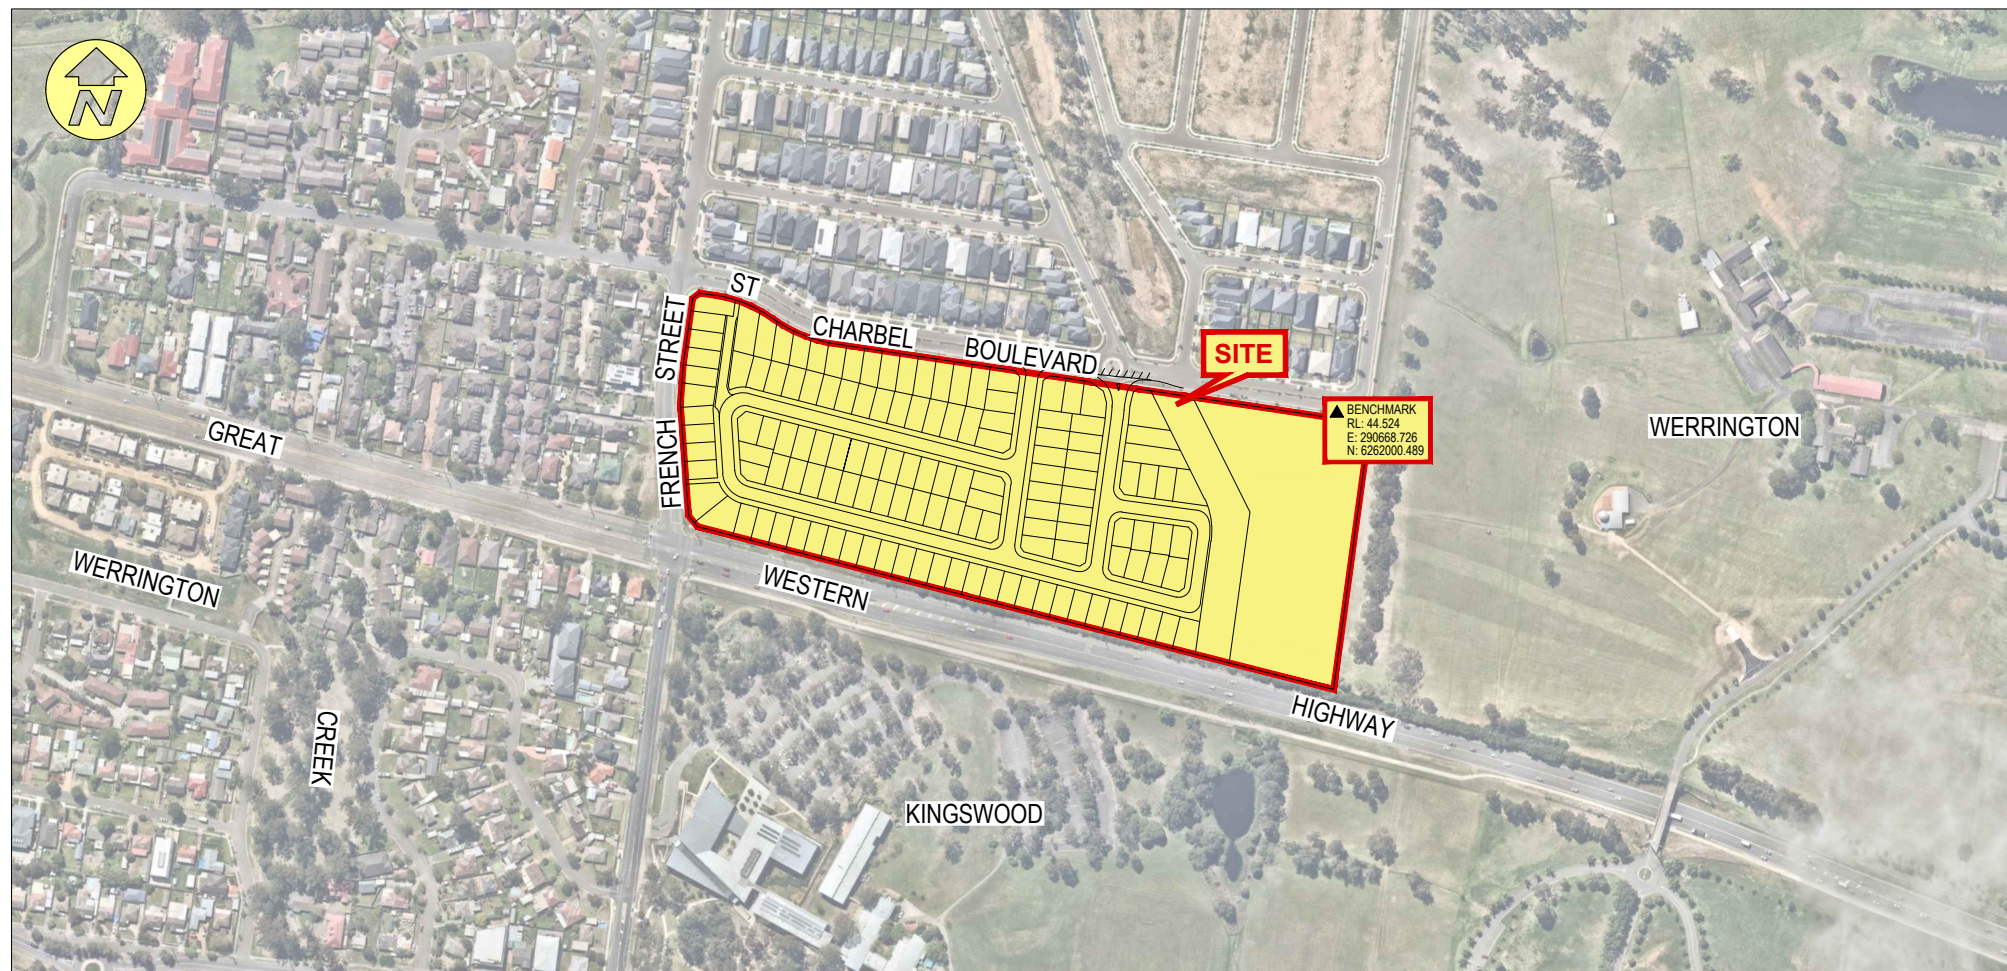 N
ST
CHARBEL
BOULEVARD
STREET
FRENCH
SITE
BENCHMARK
RL: 44.524
E: 290668.726
N: 6262000.489
WERRINGTON
GREAT
WESTERN
HIGHWAY
WERRINGTON
CREEK
KINGSWOOD